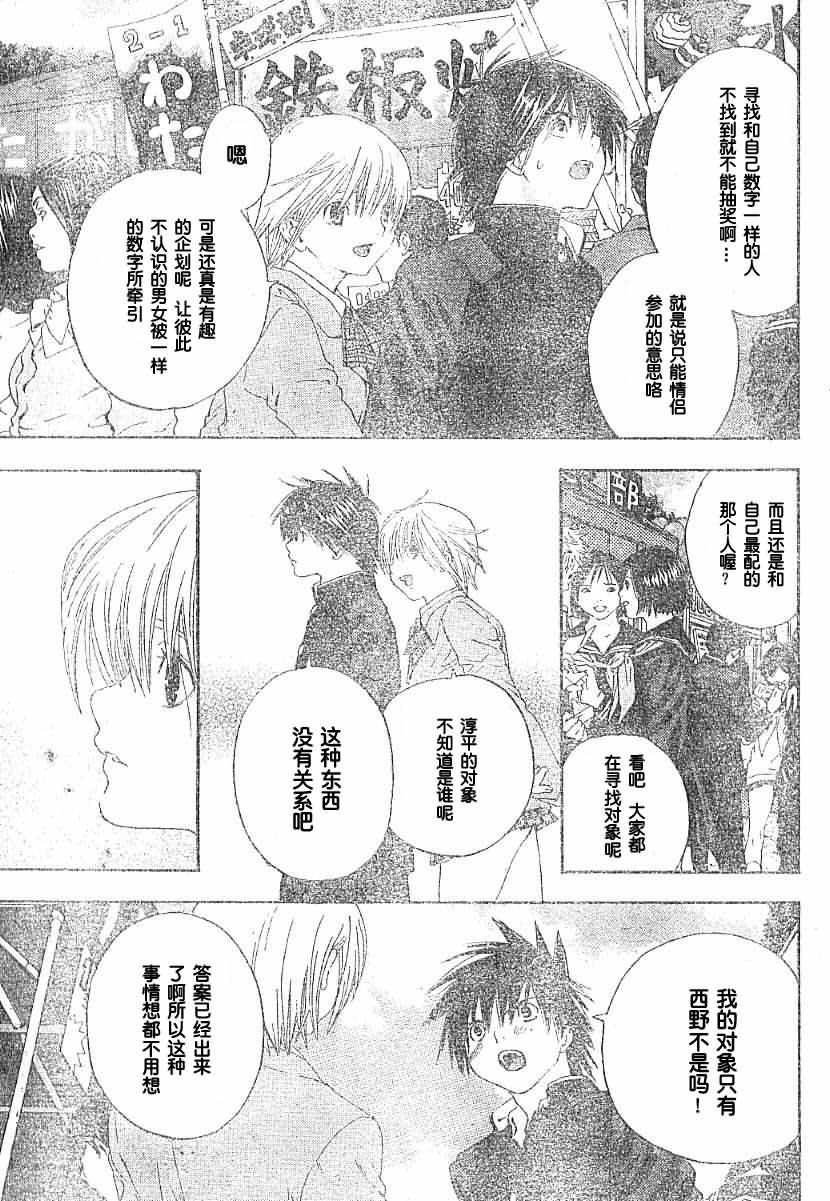 寻找和自己数字一样的人
不找到就不能抽奖啊…
就是说只能情侣
参加的意思咯
嗯
可是还真是有趣
的企划呢 让彼此
不认识的男女被一样
的数字所牵引
2-1
わた
鉄板
たがし
而且还是和
自己最配的
那个人喔？
看吧 大家都
在寻找对象呢
部
淳平的对象
不知道是谁呢
这种东西
没有关系吧
我的对象只有
西野不是吗！
答案已经出来
了啊所以这种
事情想都不用想